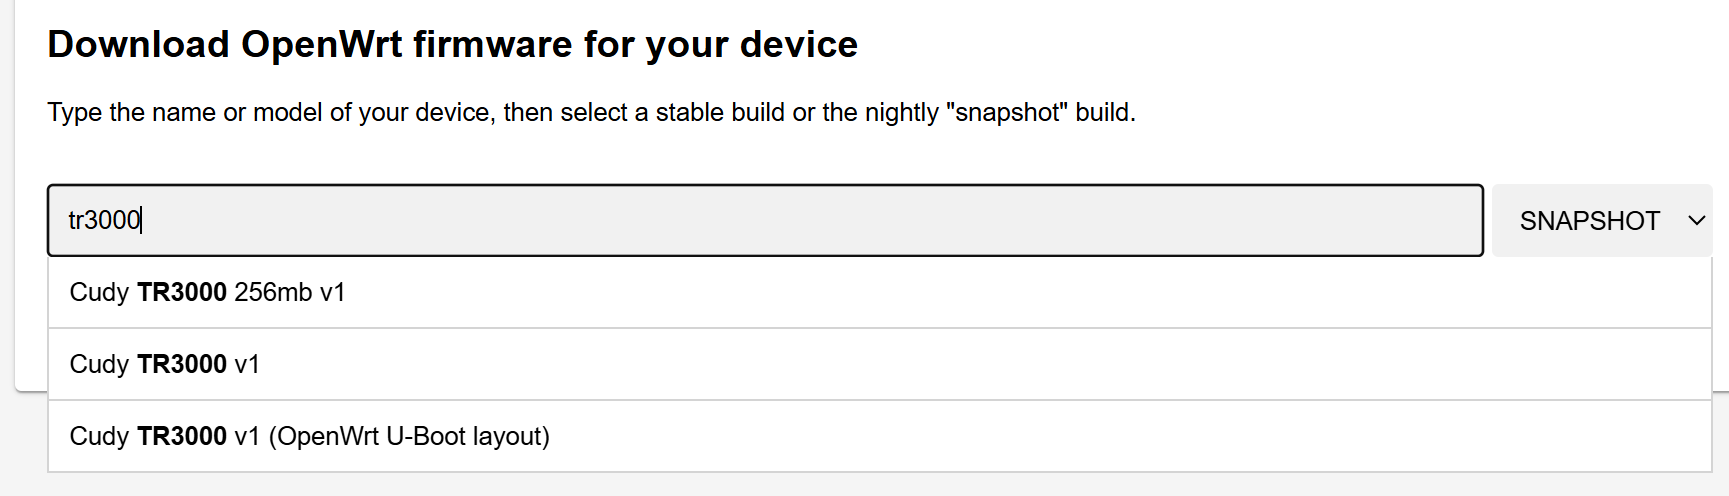 Download OpenWrt firmware for your device
Type the name or model of your device, then select a stable build or the nightly "snapshot" build.
tr3000
SNAPSHOT
Cudy TR3000 256mb v1
Cudy TR3000 v1
Cudy TR3000 v1 (OpenWrt U-Boot layout)